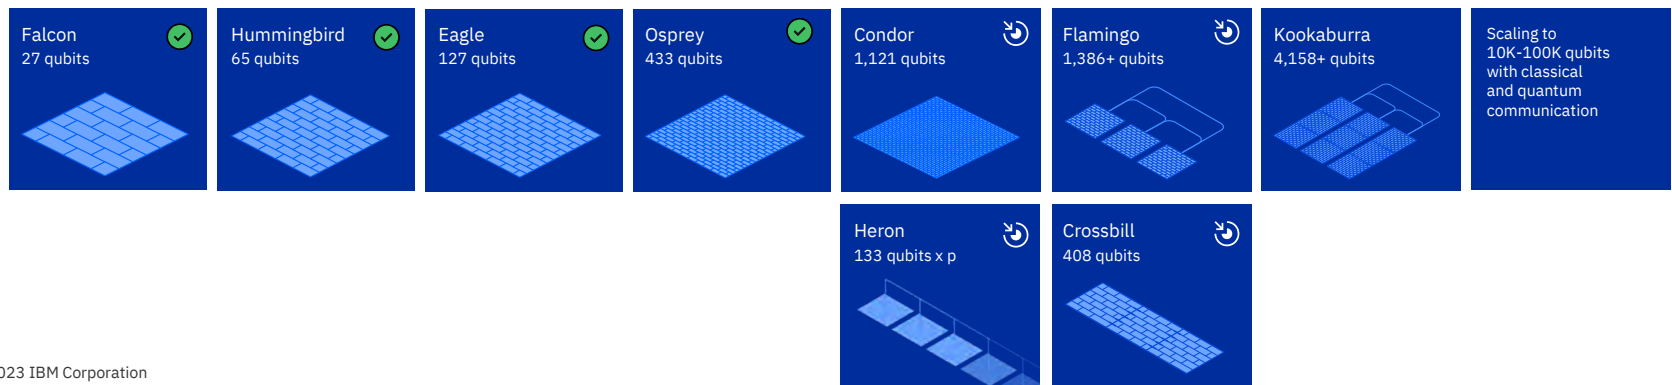 Falcon
27 qubits
Hummingbird
65 qubits
Eagle
127 qubits
Osprey
433 qubits
Condor
1,121 qubits
Flamingo
1,386+ qubits
Kookaburra
4,158+ qubits
Scaling to
10K-100K qubits
with classical
and quantum
communication
Heron
133 qubits x p
Crossbill
408 qubits
023 IBM Corporation